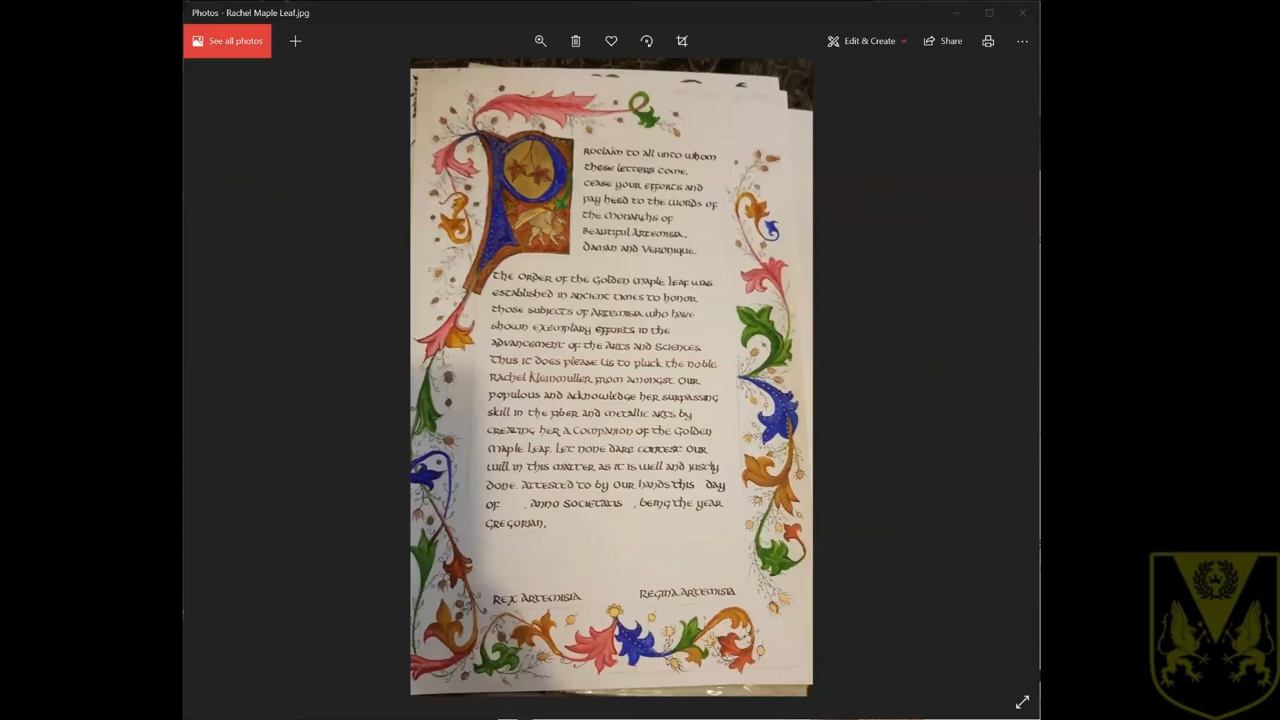 Photos - Rachel Maple Leaf.jpg
See all photos
Edit & Create
Share
Proclaim to all unto whom
these letters come,
cease your efforts and
pay heed to the words of
the monarchs of
Beautiful Artemisia,
Daman and Veronique.
The Order of the Golden Maple Leaf was
established in ancient times to honor
those subjects of Artemisia who have
shown exemplary efforts in the
advancement of the Arts and Sciences.
Thus it does please Us to pluck the noble
Rachel Kleinmuller from amongst Our
populous and acknowledge her surpassing
skill in the fiber and metallic arts by
creating her a Companion of the Golden
Maple Leaf. Let none dare contest Our
will in this matter as it is well and justly
done. Attested to by Our hands this day
of , Anno Societatis , being the year
Gregorian,
Rex Artemisia Regina Artemisia